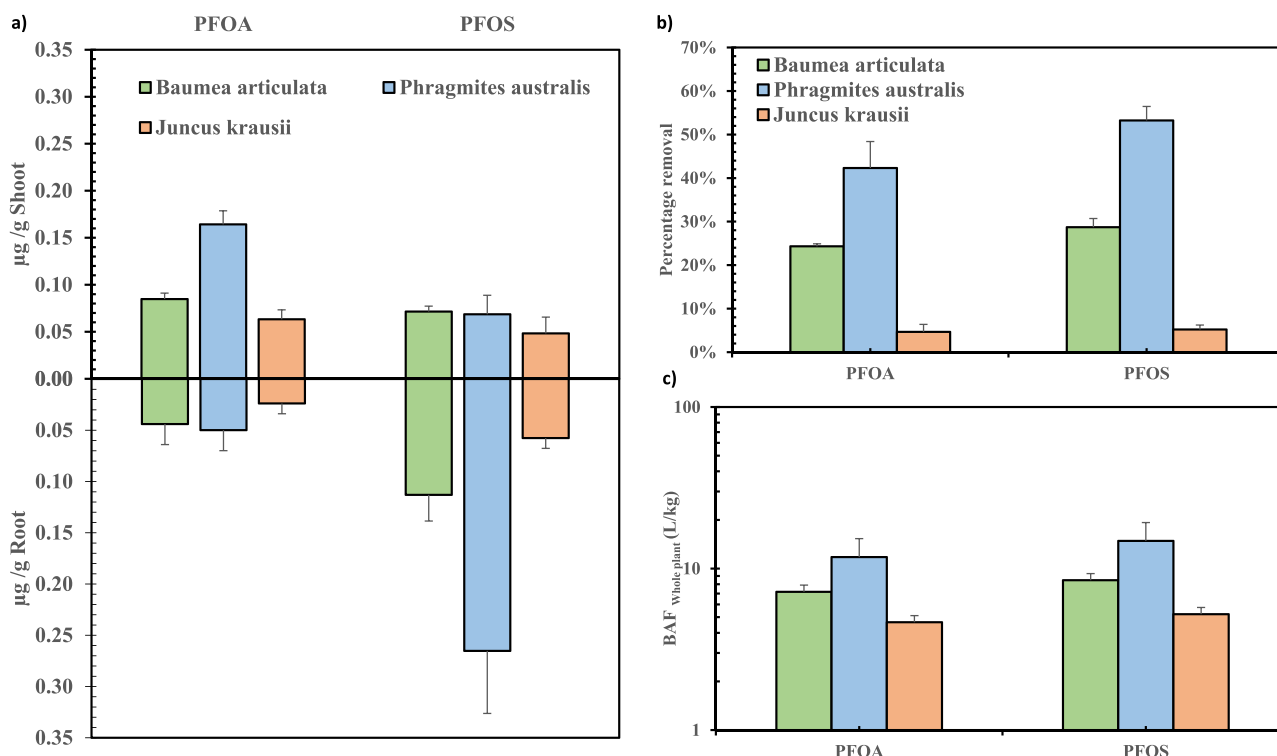 a)
PFOA PFOS
0.35
0.30
0.25
0.20
0.15
0.10
0.05
0.00
0.05
0.10
0.15
0.20
0.25
0.30
0.35
µg /g Shoot
µg /g Root
Baumea articulata
Phragmites australis
Juncus krausii
b)
70%
60%
50%
40%
30%
20%
10%
0%
Percentage removal
Baumea articulata
Phragmites australis
Juncus krausii
PFOA PFOS
c)
100
10
1
BAF Whole plant (L/kg)
PFOA PFOS